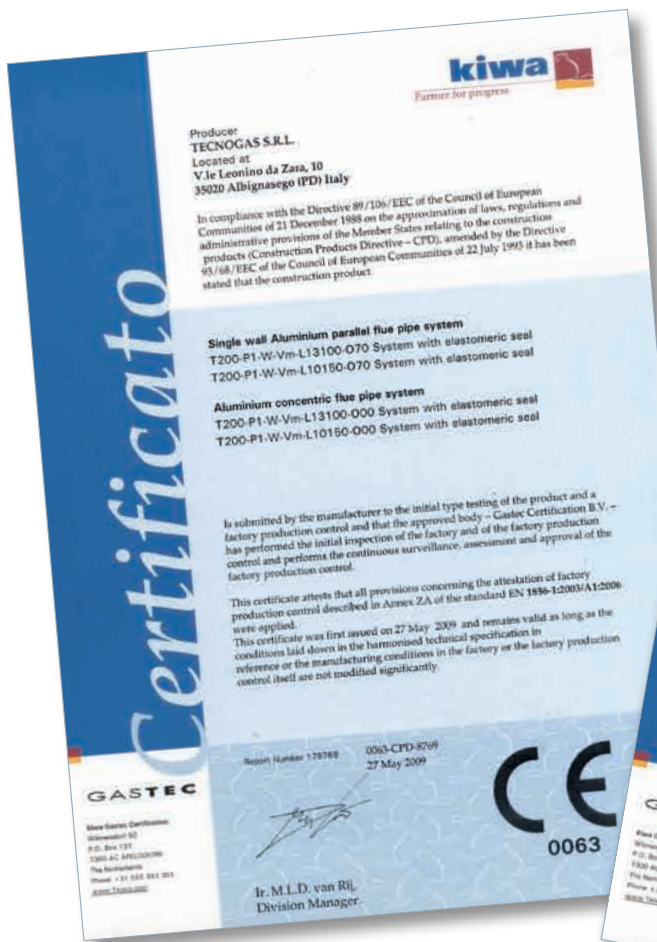 kiwa
Partner for progress
Producer
TECNOGAS S.R.L.
Located at
V.le Leonino da Zara, 10
35020 Albignasego (PD) Italy
In compliance with the Directive 89/106/EEC of the Council of European
Communities of 21 December 1988 on the approximation of laws, regulations and
administrative provisions of the Member States relating to the construction
products (Construction Products Directive – CPD), amended by the Directive
93/68/EEC of the Council of European Communities of 22 July 1993 it has been
stated that the construction product
Single wall Aluminium parallel flue pipe system
T200-P1-W-Vm-L13100-O70 System with elastomeric seal
T200-P1-W-Vm-L10150-O70 System with elastomeric seal
Aluminium concentric flue pipe system
T200-P1-W-Vm-L13100-O00 System with elastomeric seal
T200-P1-W-Vm-L10150-O00 System with elastomeric seal
Is submitted by the manufacturer to the initial type testing of the product and a
factory production control and that the approved body – Gastec Certification B.V. –
has performed the initial inspection of the factory and of the factory production
control and performs the continuous surveillance, assessment and approval of the
factory production control.
This certificate attests that all provisions concerning the attestation of factory
production control described in Annex ZA of the standard EN 1856-1:2003/A1:2006
were applied.
This certificate was first issued on 27 May 2009 and remains valid as long as the
conditions laid down in the harmonised technical specification in
reference or the manufacturing conditions in the factory or the factory production
control itself are not modified significantly.
Certificato
Report Number 178769
0063-CPD-8769
27 May 2009
CE
0063
Ir. M.L.D. van Rij,
Division Manager.
GASTEC
Kiwa Gastec Certification
Wilmersdorf 50
P.O. Box 137
7300 AC APELDOORN
The Netherlands